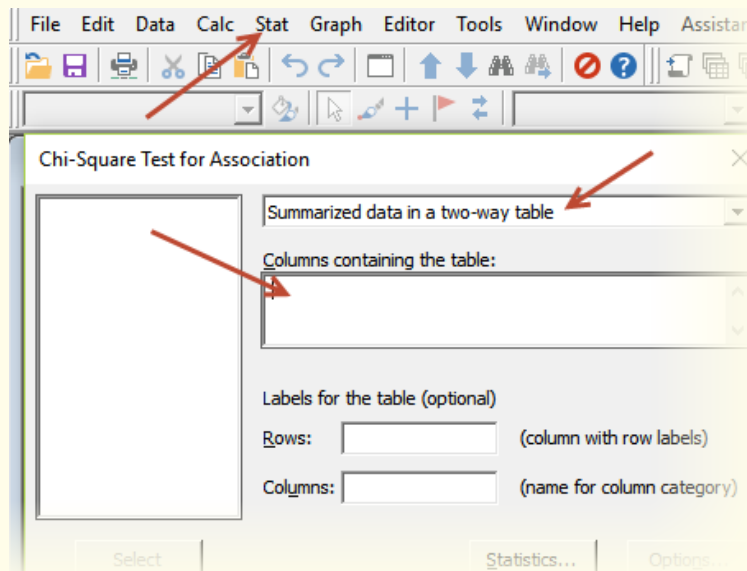 File Edit Data Calc Stat Graph Editor Tools Window Help Assistan
Chi-Square Test for Association
Summarized data in a two-way table
Columns containing the table:
Labels for the table (optional)
Rows: (column with row labels)
Columns: (name for column category)
Select Statistics... Options...